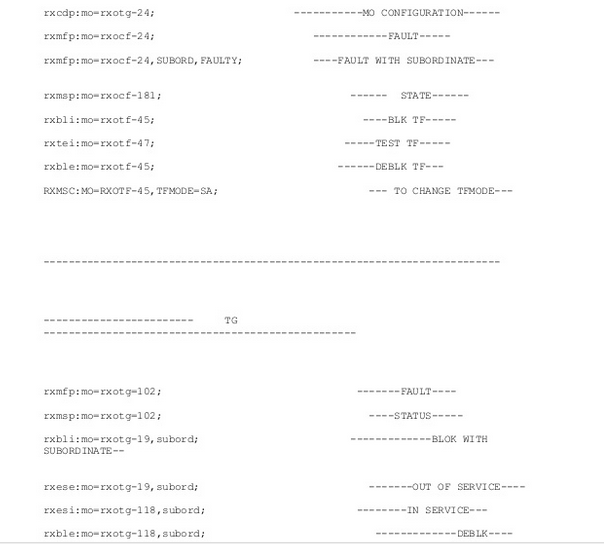 rxcdp:mo=rxotg-24; -----------MO CONFIGURATION------
rxmfp:mo=rxocf-24; ------------FAULT-----
rxmfp:mo=rxocf-24,SUBORD,FAULTY; ----FAULT WITH SUBORDINATE---
rxmsp:mo=rxocf-181; ------ STATE------
rxbli:mo=rxotf-45; ----BLK TF-----
rxtei:mo=rxotf-47; -----TEST TF-----
rxble:mo=rxotf-45; ------DEBLK TF---
RXMSC:MO=RXOTF-45,TFMODE=SA; --- TO CHANGE TFMODE---
-------------------------------------------------------------------------
------------------------ TG
--------------------------------------------------
rxmfp:mo=rxotg=102; -------FAULT----
rxmsp:mo=rxotg=102; ----STATUS-----
rxbli:mo=rxotg-19,subord; -------------BLOK WITH
SUBORDINATE--
rxese:mo=rxotg-19,subord; -------OUT OF SERVICE----
rxesi:mo=rxotg-118,subord; --------IN SERVICE---
rxble:mo=rxotg-118,subord; -------------DEBLK----